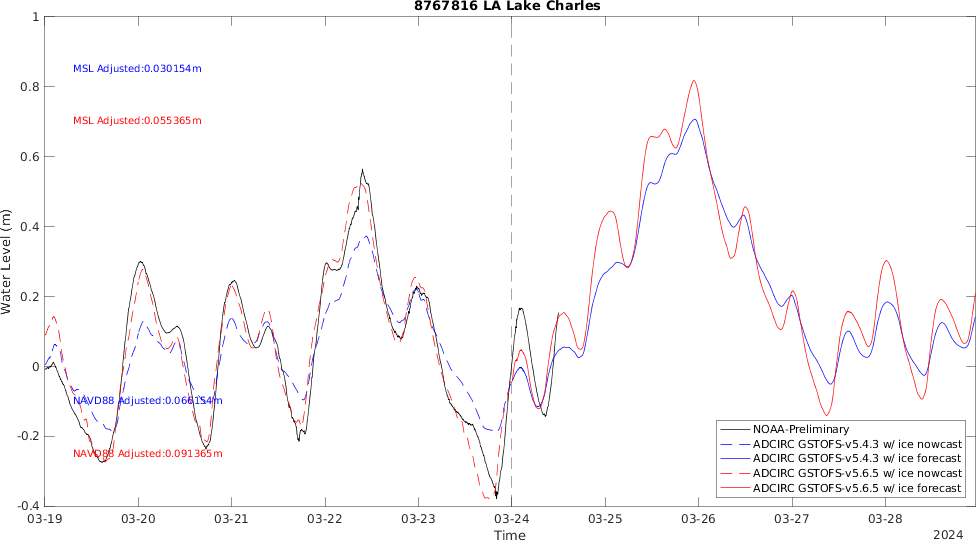 8767816 LA Lake Charles
Water Level (m)
1
0.8
0.6
0.4
0.2
0
-0.2
-0.4
MSL Adjusted:0.030154m
MSL Adjusted:0.055365m
NAVD88 Adjusted:0.066154m
NAVD88 Adjusted:0.091365m
NOAA-Preliminary
ADCIRC GSTOFS-v5.4.3 w/ ice nowcast
ADCIRC GSTOFS-v5.4.3 w/ ice forecast
ADCIRC GSTOFS-v5.6.5 w/ ice nowcast
ADCIRC GSTOFS-v5.6.5 w/ ice forecast
03-19 03-20 03-21 03-22 03-23 03-24 03-25 03-26 03-27 03-28
Time
2024